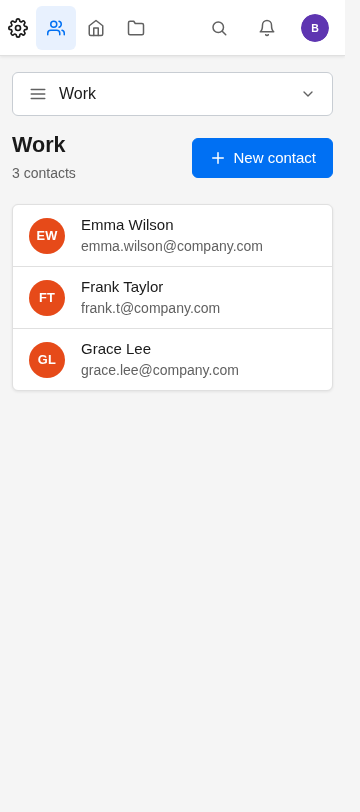 B
Work
Work
3 contacts
New contact
EW
Emma Wilson
emma.wilson@company.com
FT
Frank Taylor
frank.t@company.com
GL
Grace Lee
grace.lee@company.com